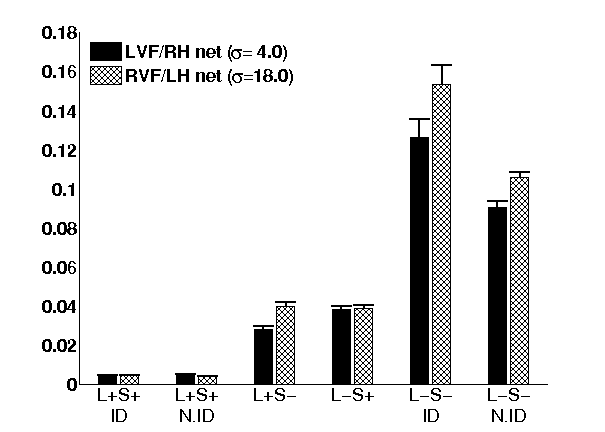 0.18
0.16
0.14
0.12
0.1
0.08
0.06
0.04
0.02
0
LVF/RH net (σ= 4.0)
RVF/LH net (σ=18.0)
L+S+ L+S+ L+S− L−S+ L−S− L−S−
ID N.ID ID N.ID